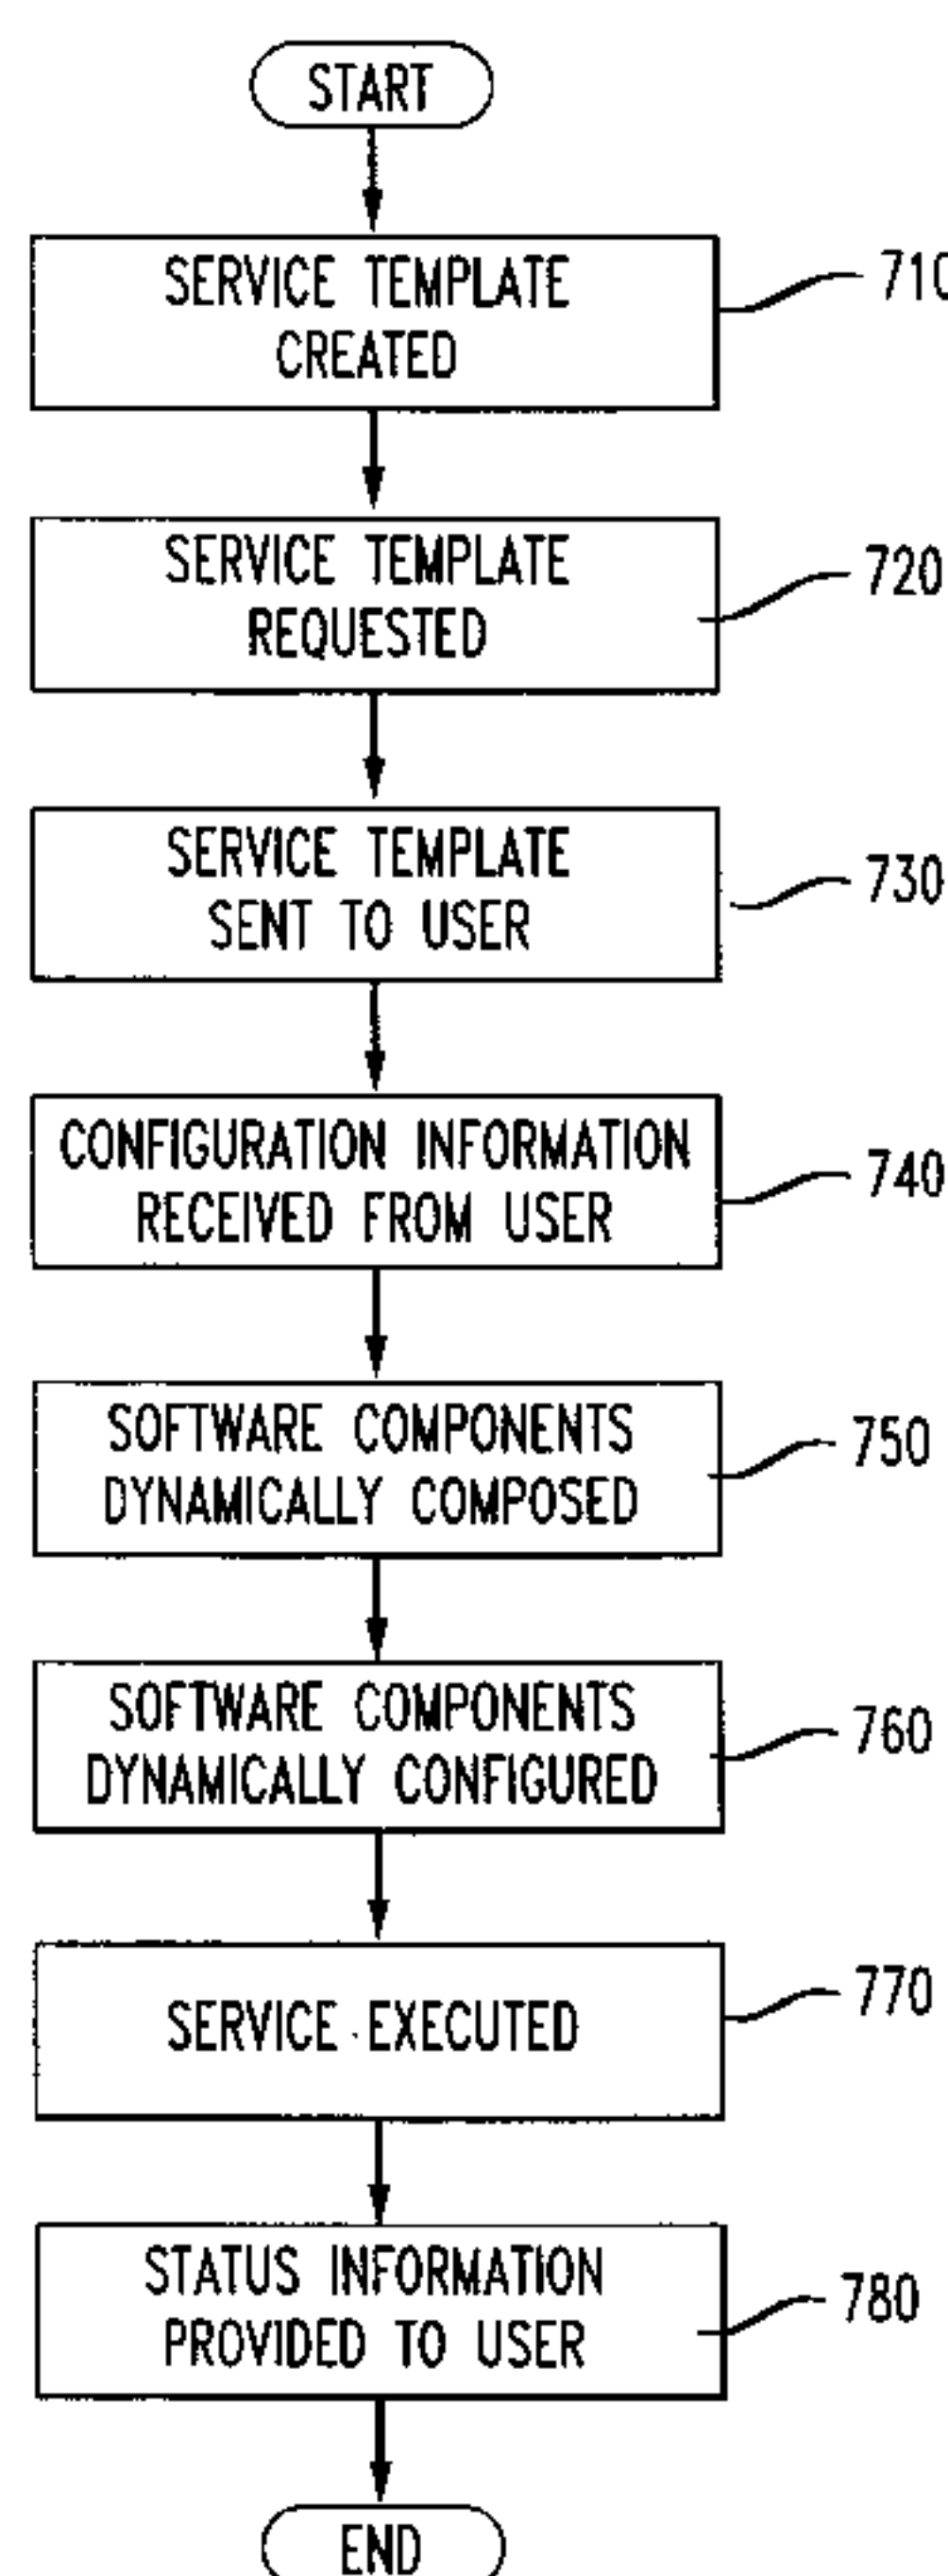 START
SERVICE TEMPLATE
CREATED
710
SERVICE TEMPLATE
REQUESTED
720
SERVICE TEMPLATE
SENT TO USER
730
CONFIGURATION INFORMATION
RECEIVED FROM USER
740
SOFTWARE COMPONENTS
DYNAMICALLY COMPOSED
750
SOFTWARE COMPONENTS
DYNAMICALLY CONFIGURED
760
SERVICE EXECUTED
770
STATUS INFORMATION
PROVIDED TO USER
780
END